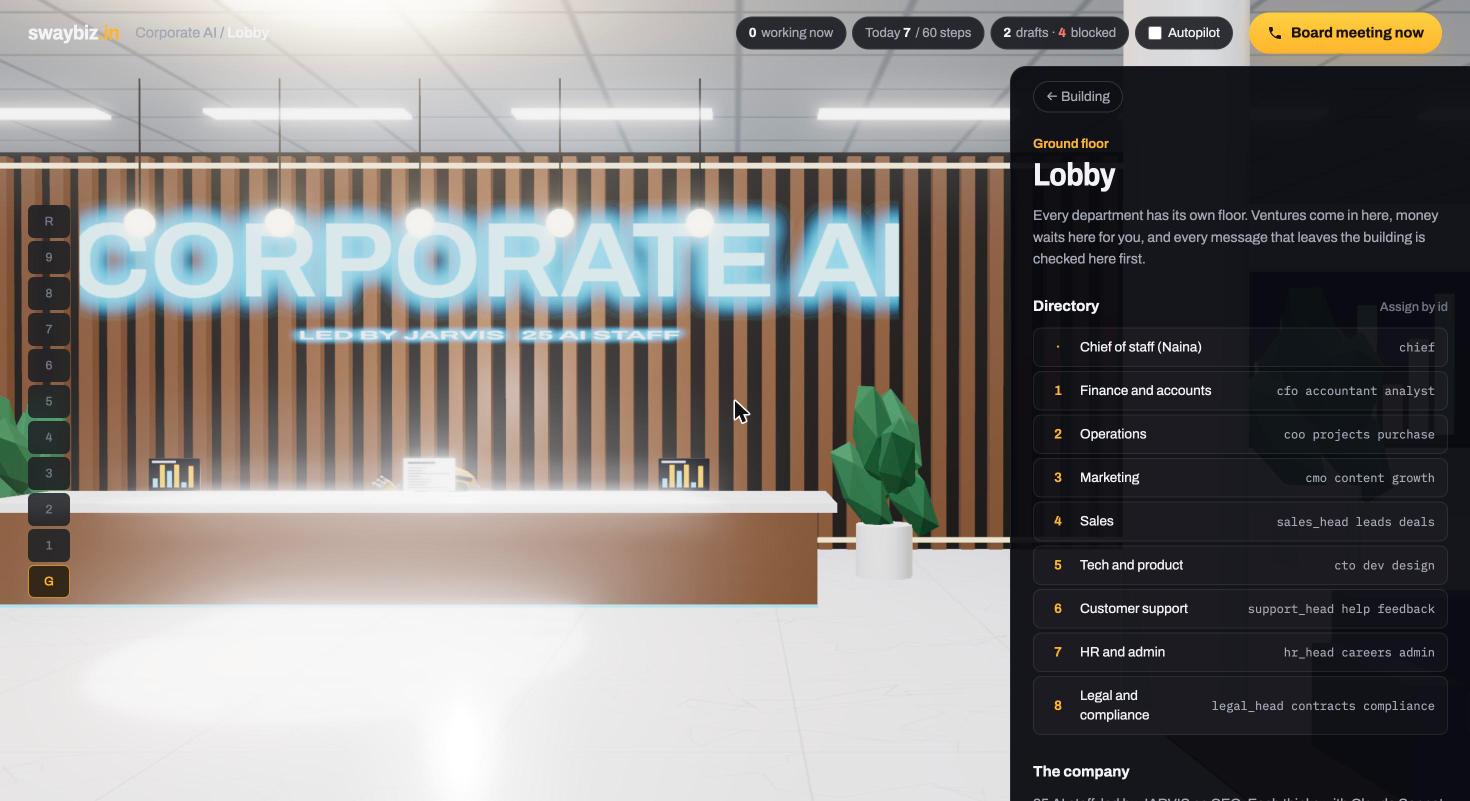 swaybiz.in Corporate AI / Lobby
0 working now
Today 7 / 60 steps
2 drafts · 4 blocked
Autopilot
Board meeting now
← Building
Ground floor
Lobby
Every department has its own floor. Ventures come in here, money
waits here for you, and every message that leaves the building is
checked here first.
Directory Assign by id
· Chief of staff (Naina) chief
1 Finance and accounts cfo accountant analyst
2 Operations coo projects purchase
3 Marketing cmo content growth
4 Sales sales_head leads deals
5 Tech and product cto dev design
6 Customer support support_head help feedback
7 HR and admin hr_head careers admin
8 Legal and
compliance legal_head contracts compliance
The company
CORPORATE AI
LED BY JARVIS 25 AI STAFF
R
9
8
7
6
5
4
3
2
1
G